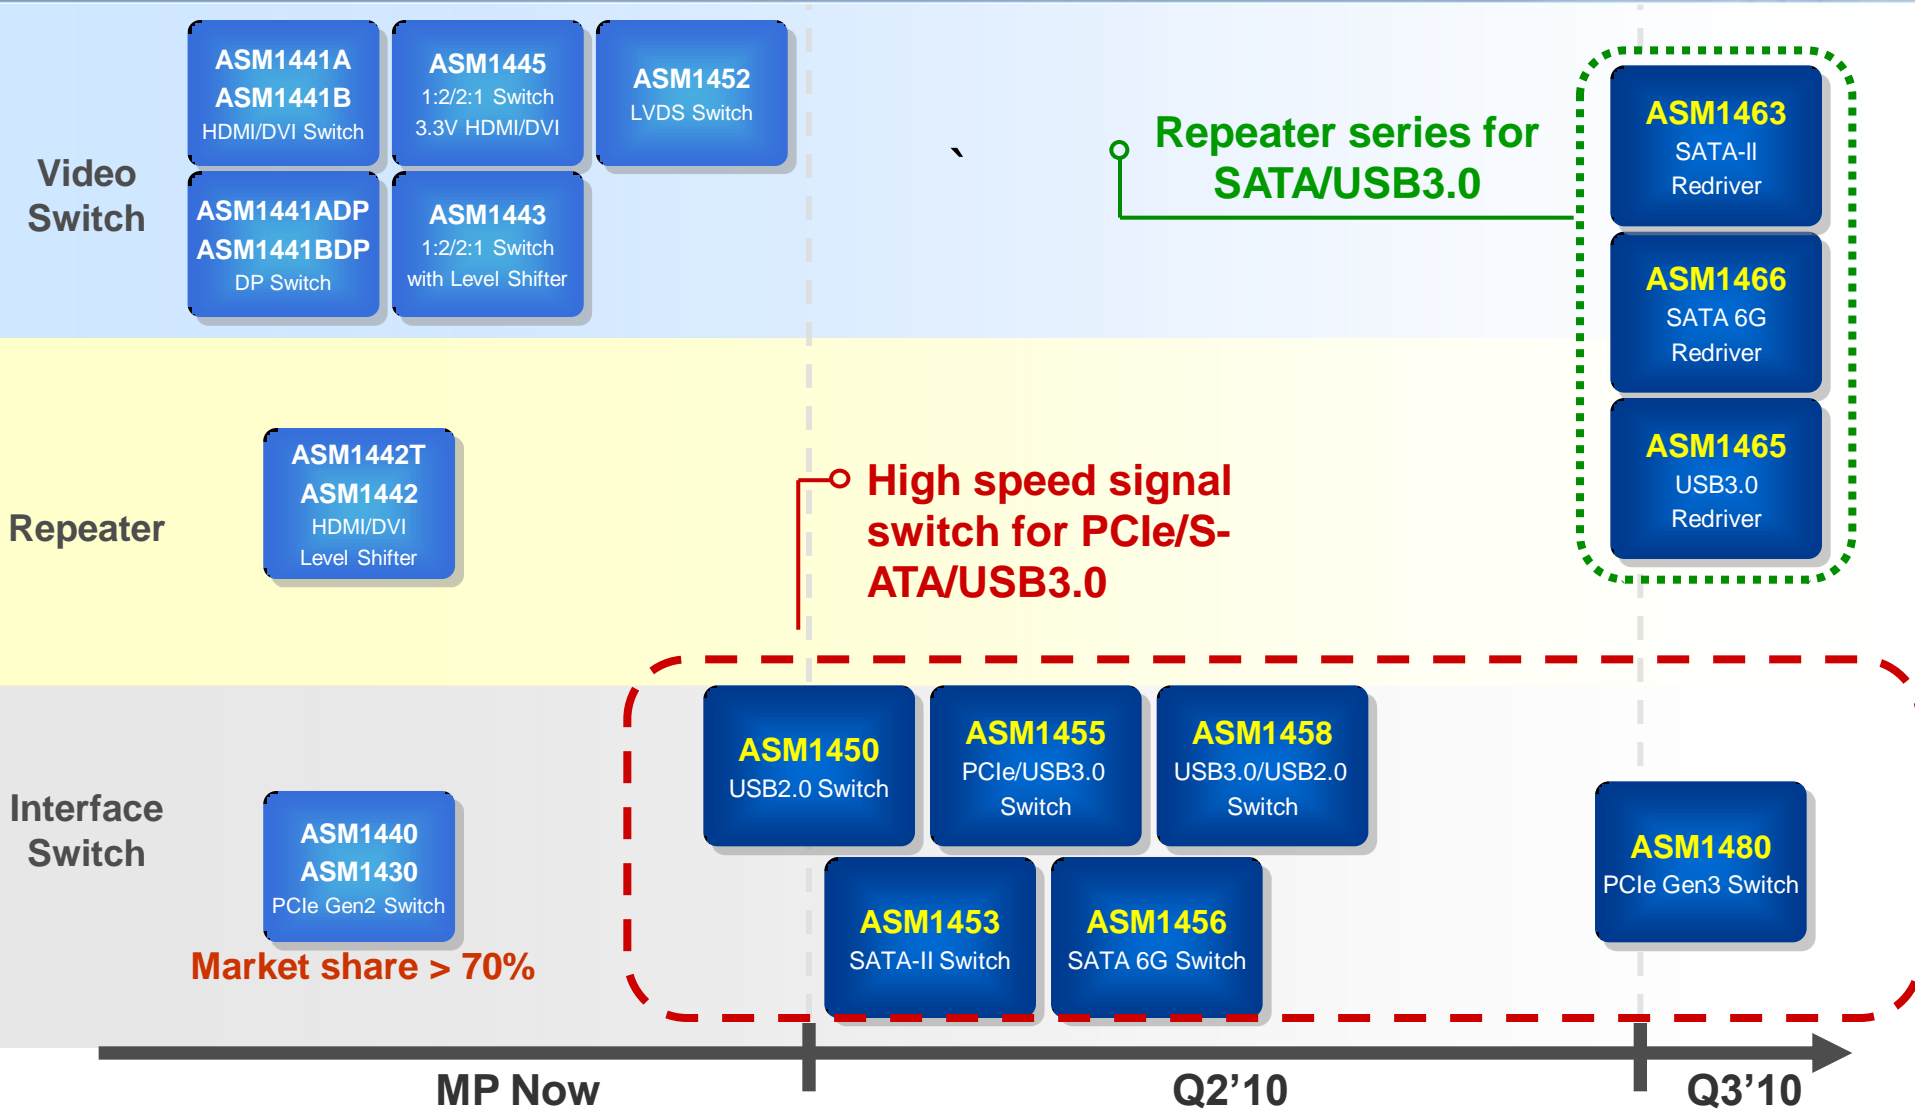 Video
Switch
ASM1441A
ASM1441B
HDMI/DVI Switch
ASM1445
1:2/2:1 Switch
3.3V HDMI/DVI
ASM1452
LVDS Switch
ASM1441ADP
ASM1441BDP
DP Switch
ASM1443
1:2/2:1 Switch
with Level Shifter
`
Repeater series for
SATA/USB3.0
ASM1463
SATA-II
Redriver
ASM1466
SATA 6G
Redriver
ASM1465
USB3.0
Redriver
Repeater
ASM1442T
ASM1442
HDMI/DVI
Level Shifter
High speed signal
switch for PCIe/S-
ATA/USB3.0
Interface
Switch
ASM1440
ASM1430
PCIe Gen2 Switch
Market share > 70%
ASM1450
USB2.0 Switch
ASM1455
PCIe/USB3.0
Switch
ASM1458
USB3.0/USB2.0
Switch
ASM1453
SATA-II Switch
ASM1456
SATA 6G Switch
ASM1480
PCIe Gen3 Switch
MP Now
Q2’10
Q3’10